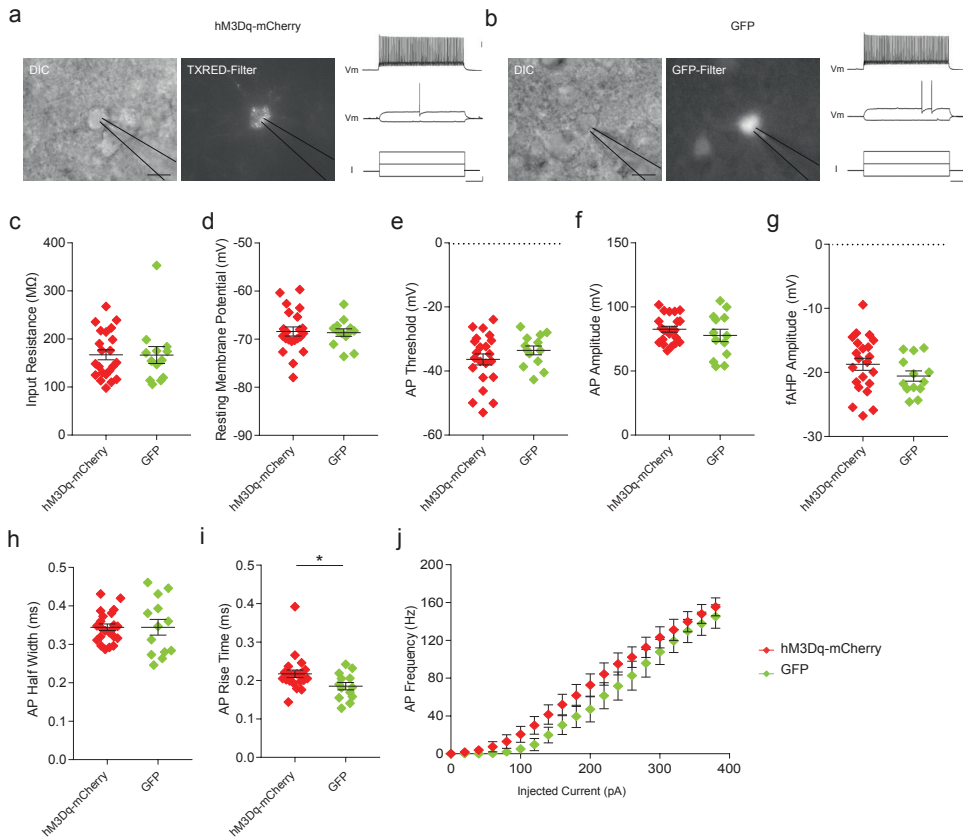 a
hM3Dq-mCherry
DIC
TXRED-Filter
Vm
Vm
I
b
GFP
DIC
GFP-Filter
Vm
Vm
I
c
Input Resistance (MΩ)
400
300
200
100
0
hM3Dq-mCherry
GFP
d
Resting Membrane Potential (mV)
-50
-60
-70
-80
-90
hM3Dq-mCherry
GFP
e
AP Threshold (mV)
0
-20
-40
-60
hM3Dq-mCherry
GFP
f
AP Amplitude (mV)
150
100
50
0
hM3Dq-mCherry
GFP
g
fAHP Amplitude (mV)
0
-10
-20
-30
hM3Dq-mCherry
GFP
h
AP Half Width (ms)
0.5
0.4
0.3
0.2
0.1
0.0
hM3Dq-mCherry
GFP
i
AP Rise Time (ms)
0.5
0.4
0.3
0.2
0.1
0.0
*
hM3Dq-mCherry
GFP
j
AP Frequency (Hz)
200
160
120
80
40
0
0
100
200
300
400
Injected Current (pA)
hM3Dq-mCherry
GFP